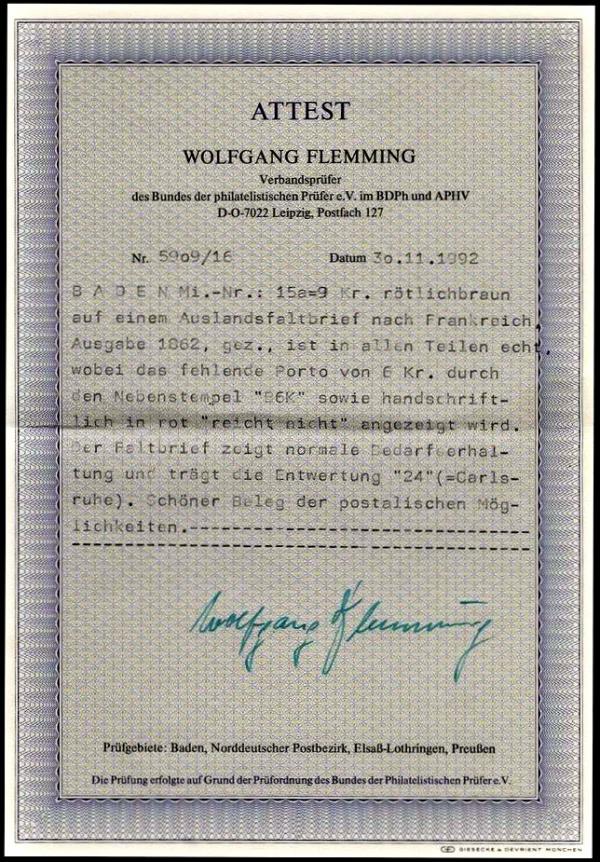 ATTEST
WOLFGANG FLEMMING
Verbandsprüfer
des Bundes der philatelistischen Prüfer e.V. im BDPh und APHV
D-O-7022 Leipzig, Postfach 127
Nr. 59o9/16 Datum 3o.11.1992
B A D E N Mi.-Nr.: 15a=9 Kr. rötlichbraun
auf einem Auslandsfaltbrief nach Frankreich,
Ausgabe 1862, gez., ist in allen Teilen echt,
wobei das fehlende Porto von 6 Kr. durch
den Nebenstempel "B6K" sowie handschrift-
lich in rot "reicht nicht" angezeigt wird.
Der Faltbrief zeigt normale Bedarfserhal-
tung und trägt die Entwertung "24"(=Carls-
ruhe). Schöner Beleg der postalischen Mög-
lichkeiten.------------------------------
-----------------------------------------
Wolfgang Flemming
Prüfgebiete: Baden, Norddeutscher Postbezirk, Elsaß-Lothringen, Preußen
Die Prüfung erfolgte auf Grund der Prüfordnung des Bundes der Philatelistischen Prüfer e.V.
GIESECKE & DEVRIENT MÜNCHEN